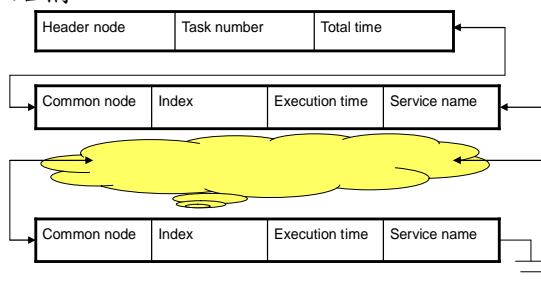 Header node Task number Total time
Common node Index Execution time Service name
Common node Index Execution time Service name